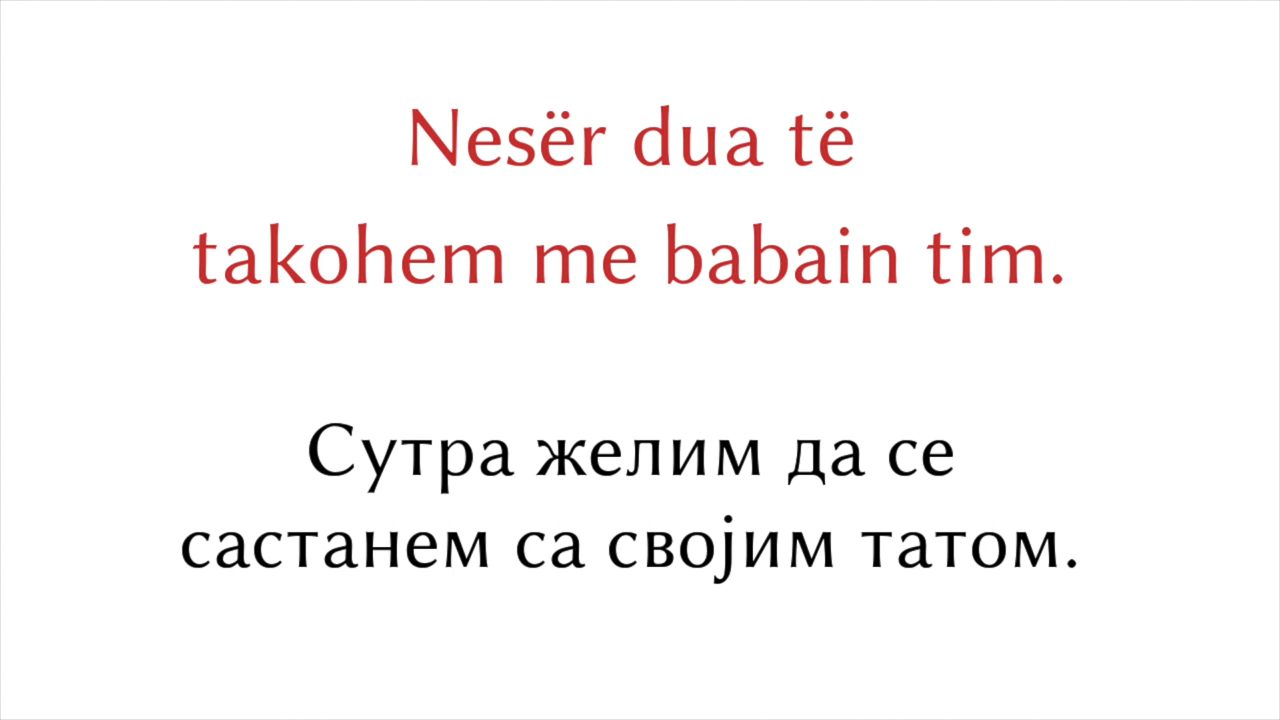 Nesër dua të
takohem me babain tim.
Сутра желим да се
састанем са својим татом.